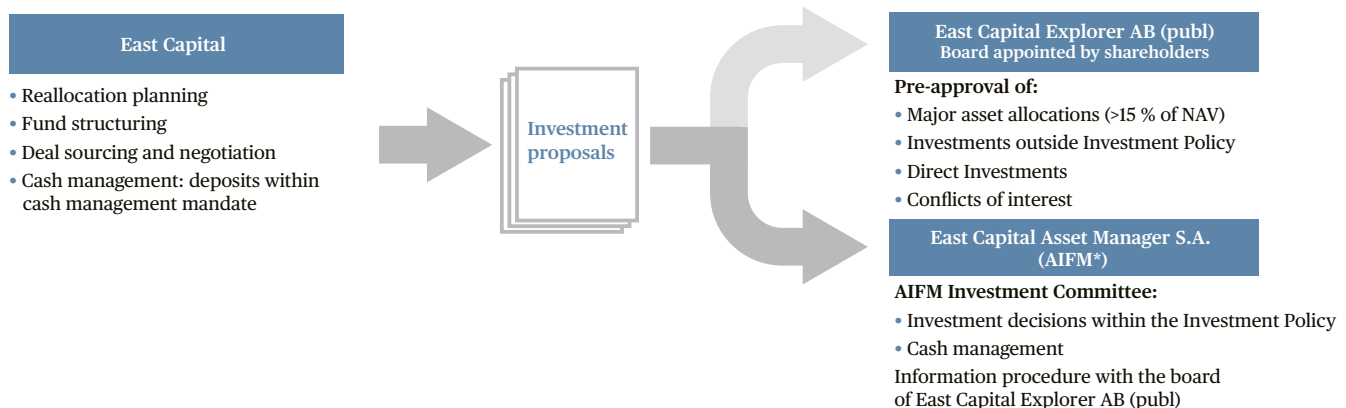 East Capital
• Reallocation planning
• Fund structuring
• Deal sourcing and negotiation
• Cash management: deposits within
cash management mandate
Investment
proposals
East Capital Explorer AB (publ)
Board appointed by shareholders
Pre-approval of:
• Major asset allocations (>15 % of NAV)
• Investments outside Investment Policy
• Direct Investments
• Conflicts of interest
East Capital Asset Manager S.A.
(AIFM*)
AIFM Investment Committee:
• Investment decisions within the Investment Policy
• Cash management
Information procedure with the board
of East Capital Explorer AB (publ)